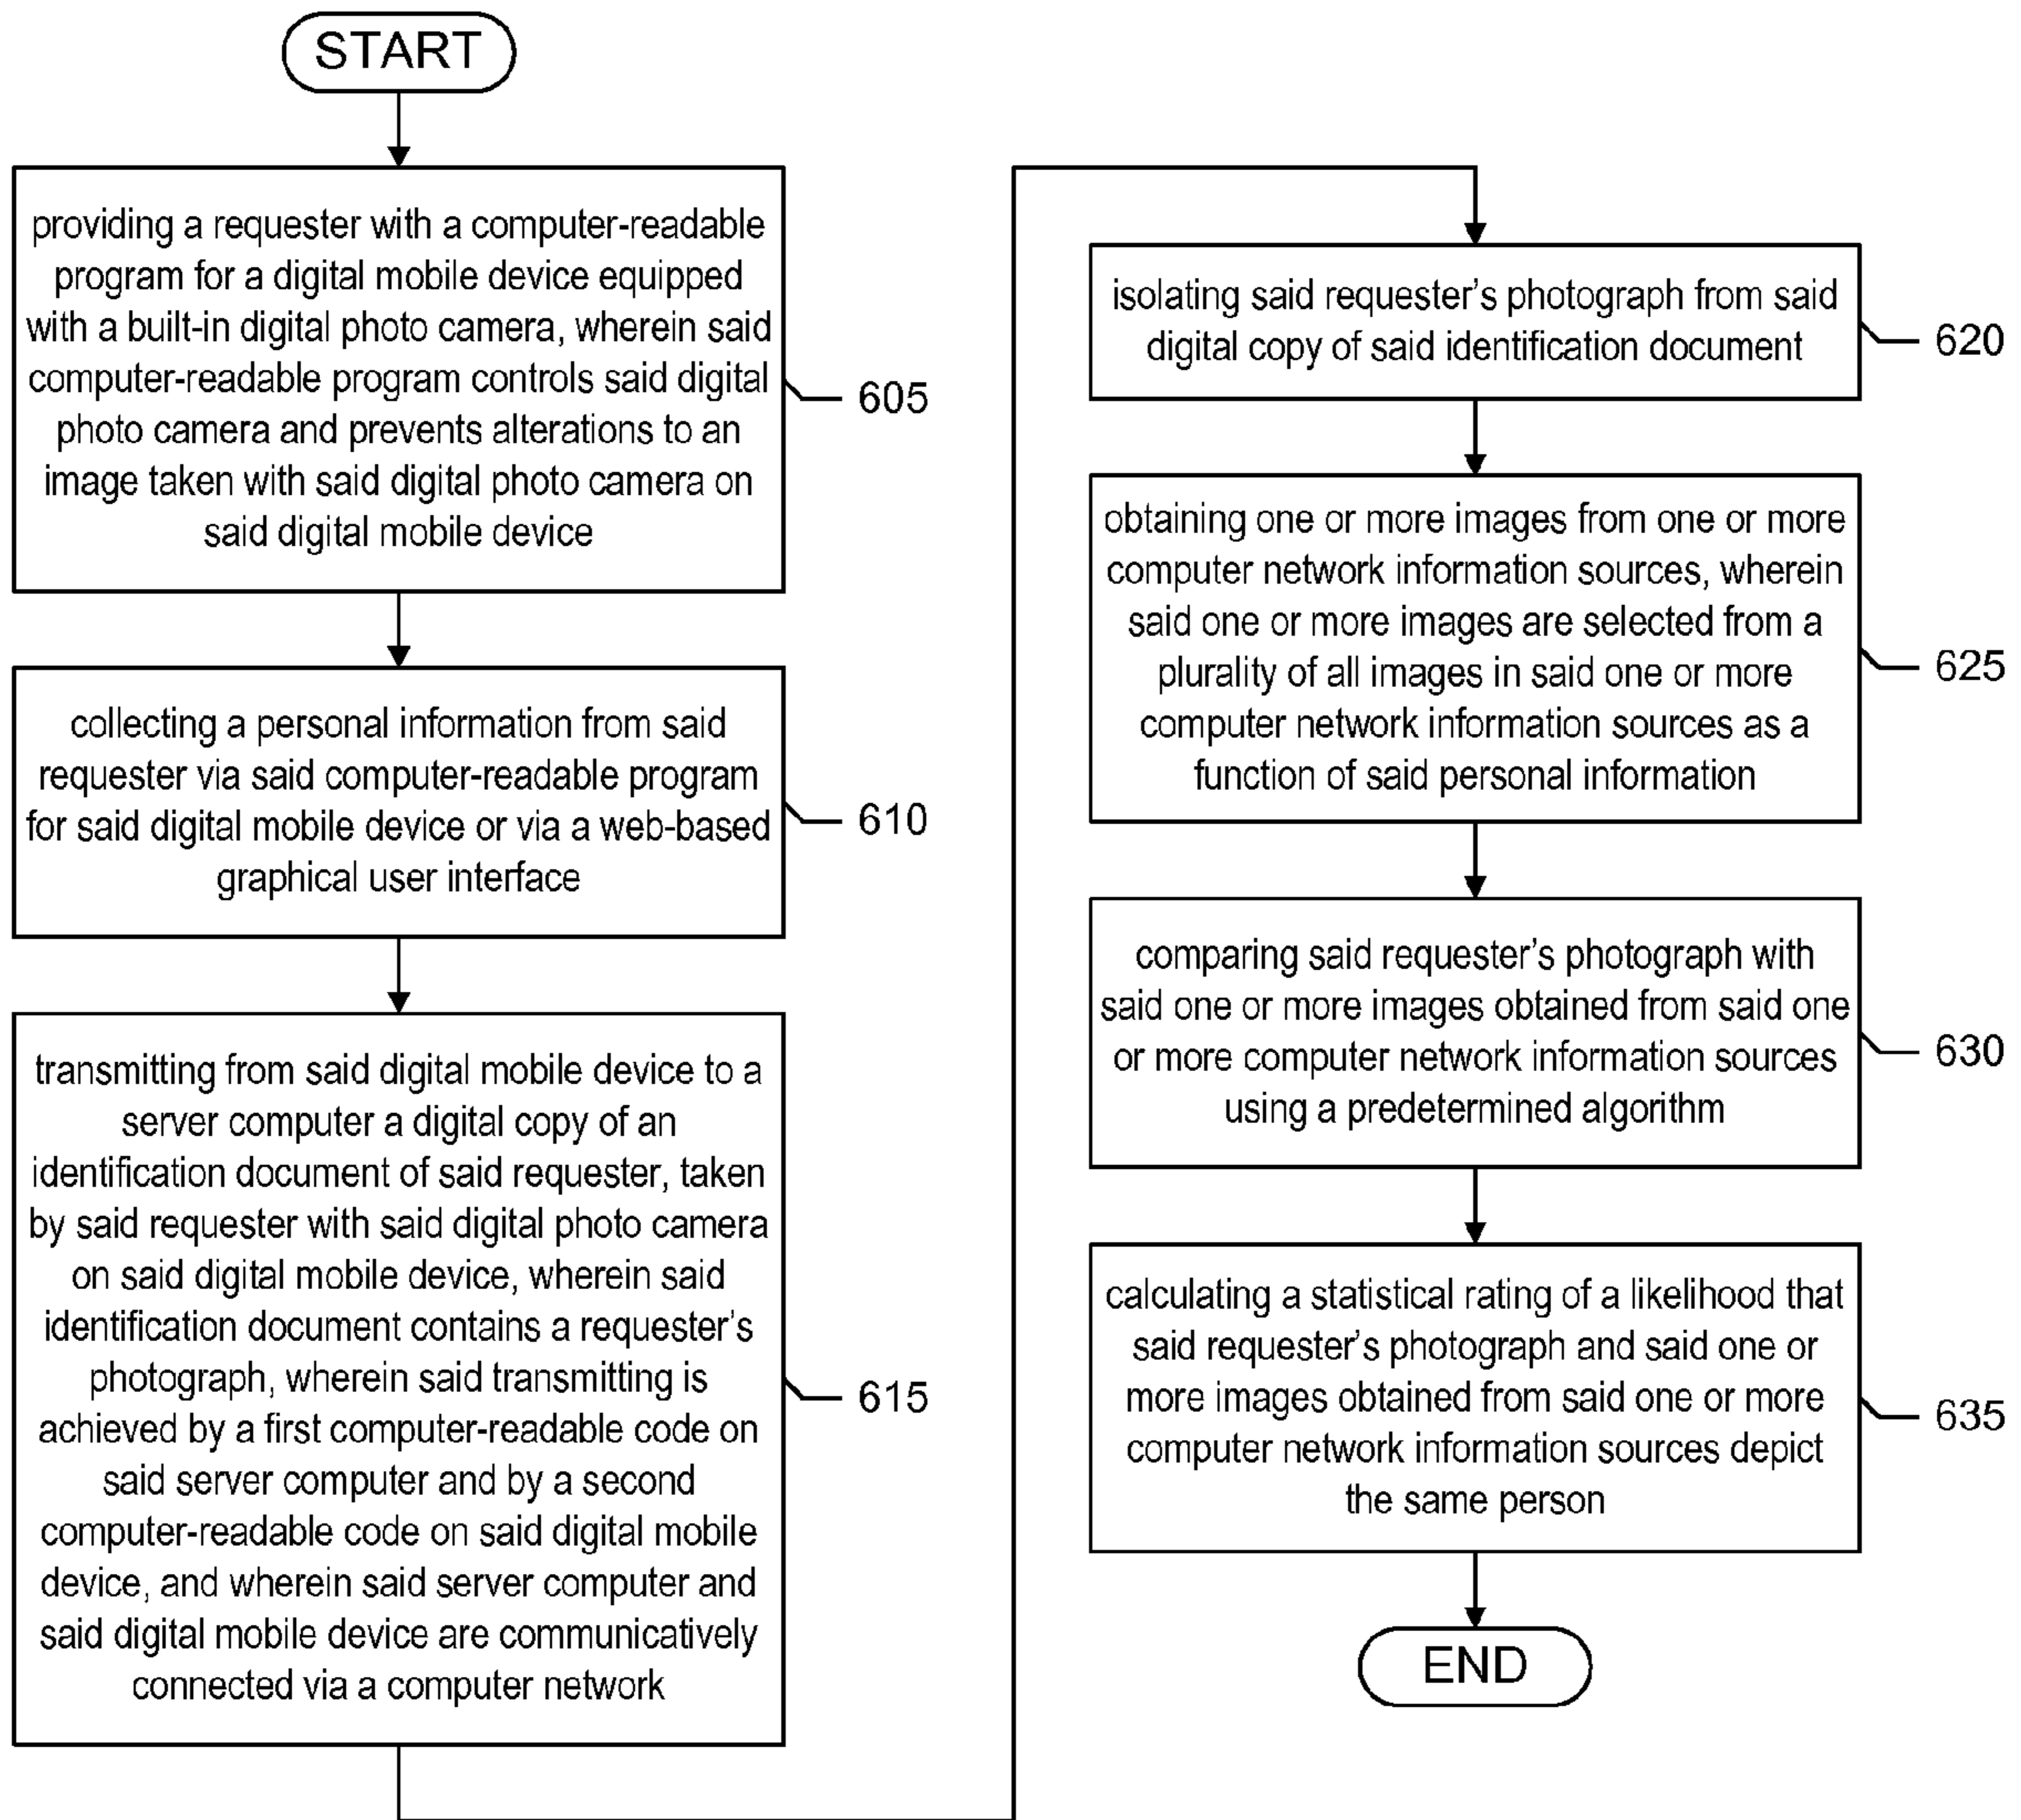 START
providing a requester with a computer-readable
program for a digital mobile device equipped
with a built-in digital photo camera, wherein said
computer-readable program controls said digital
photo camera and prevents alterations to an
image taken with said digital photo camera on
said digital mobile device
605
collecting a personal information from said
requester via said computer-readable program
for said digital mobile device or via a web-based
graphical user interface
610
transmitting from said digital mobile device to a
server computer a digital copy of an
identification document of said requester, taken
by said requester with said digital photo camera
on said digital mobile device, wherein said
identification document contains a requester's
photograph, wherein said transmitting is
achieved by a first computer-readable code on
said server computer and by a second
computer-readable code on said digital mobile
device, and wherein said server computer and
said digital mobile device are communicatively
connected via a computer network
615
isolating said requester's photograph from said
digital copy of said identification document
620
obtaining one or more images from one or more
computer network information sources, wherein
said one or more images are selected from a
plurality of all images in said one or more
computer network information sources as a
function of said personal information
625
comparing said requester's photograph with
said one or more images obtained from said one
or more computer network information sources
using a predetermined algorithm
630
calculating a statistical rating of a likelihood that
said requester's photograph and said one or
more images obtained from said one or more
computer network information sources depict
the same person
635
END